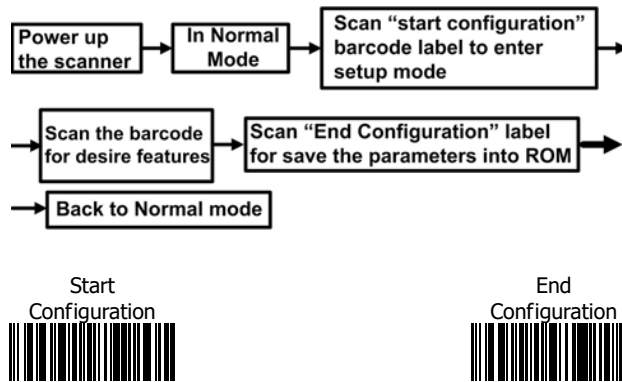 Power up
the scanner
In Normal
Mode
Scan “start configuration”
barcode label to enter
setup mode
Scan the barcode
for desire features
Scan “End Configuration” label
for save the parameters into ROM
Back to Normal mode
Start
Configuration
End
Configuration